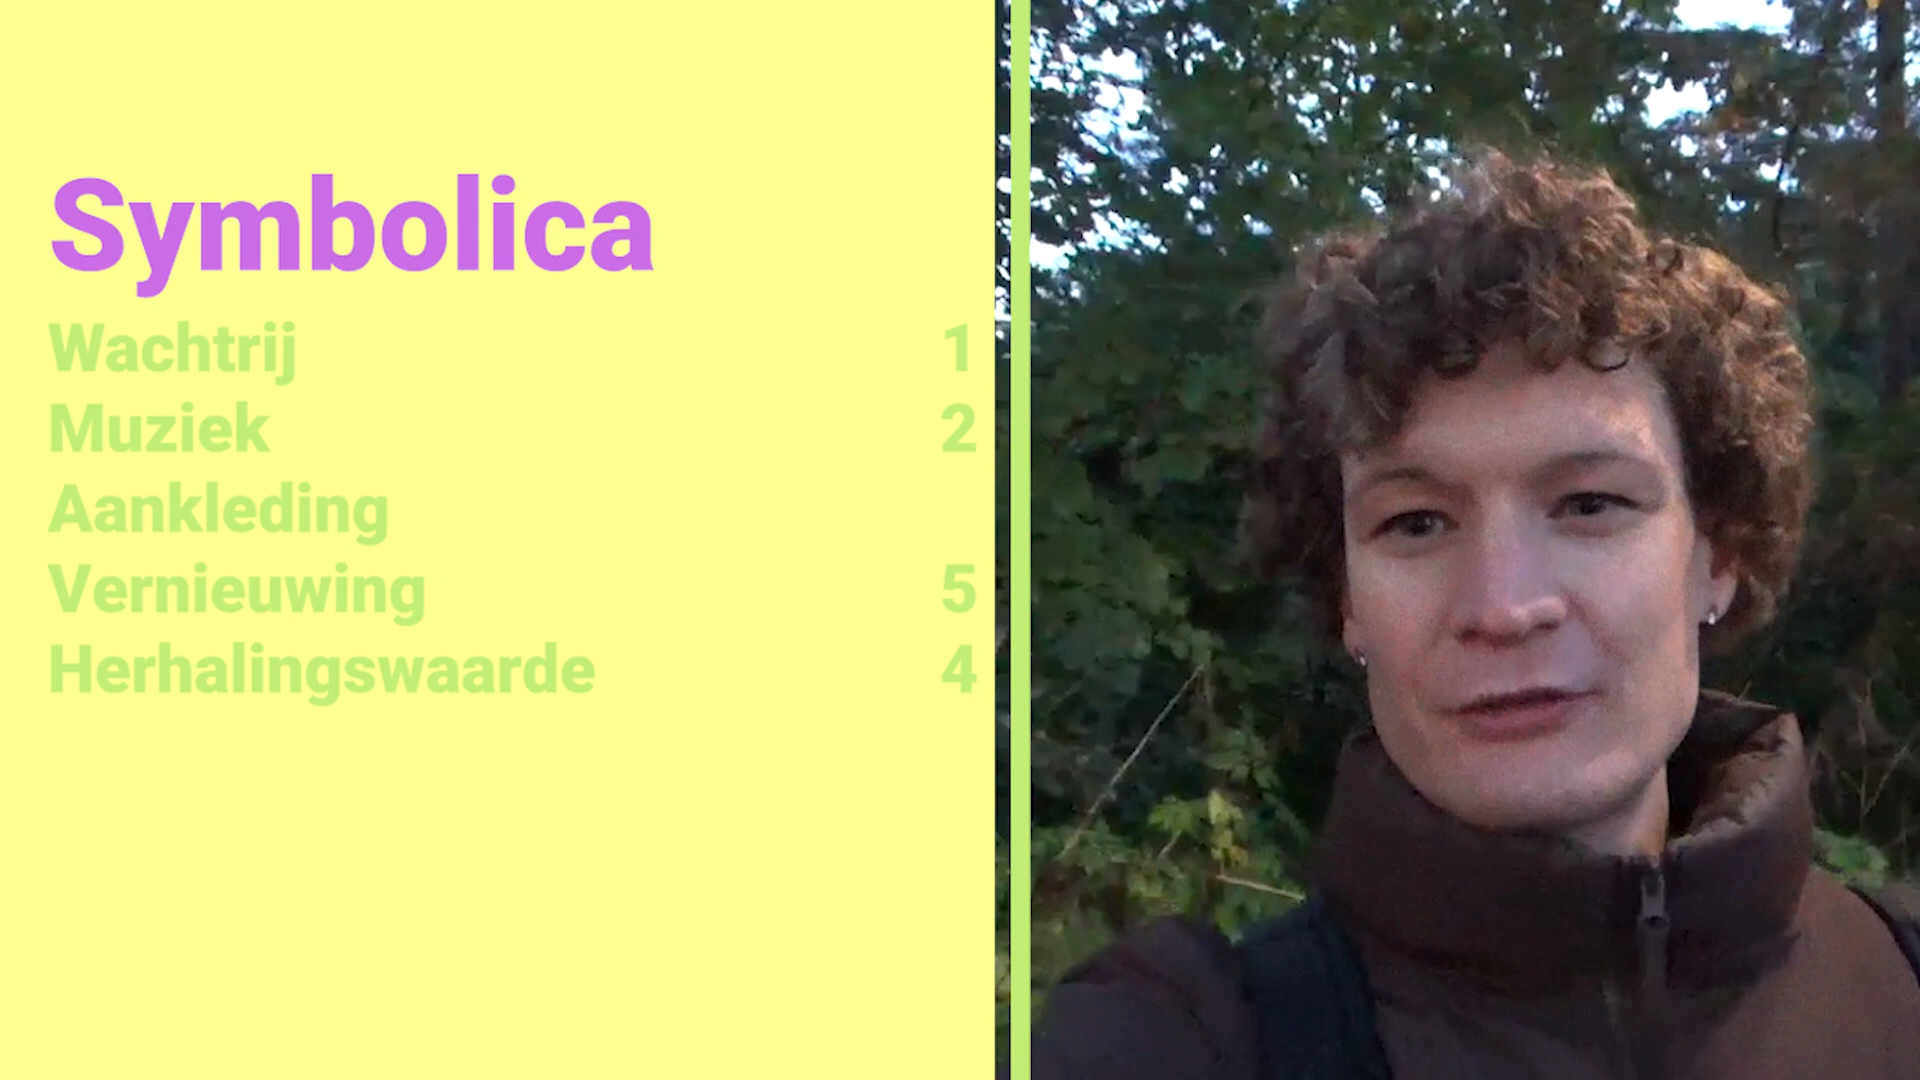 Symbolica
Wachtrij 1
Muziek 2
Aankleding
Vernieuwing 5
Herhalingswaarde 4